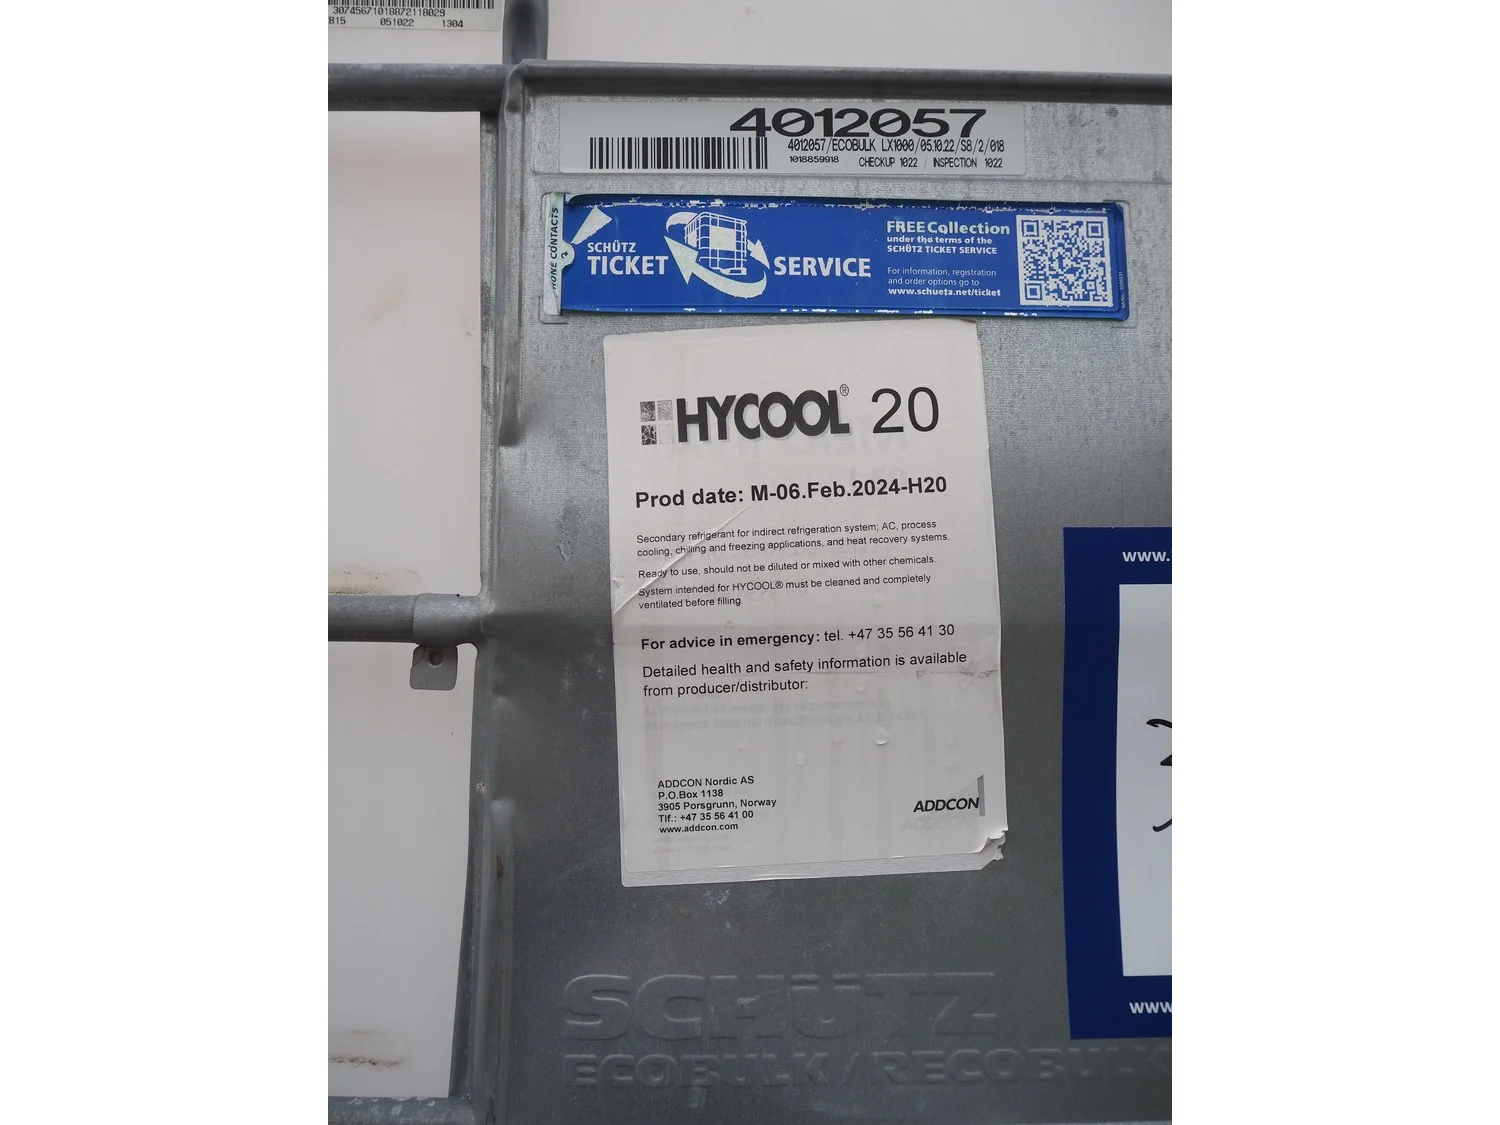 30745671018872118029
B15 051022 1304
4012057
4012057/ECOBULK LX1000/05.10.22/S8/2/018
1018859918 CHECKUP 1022 / INSPECTION 1022
SCHÜTZ
TICKET SERVICE
FREE Collection
under the terms of the
SCHÜTZ TICKET SERVICE
For information, registration
and order options go to
www.schuetz.net/ticket
HYCOOL® 20
Prod date: M-06.Feb.2024-H20
Secondary refrigerant for indirect refrigeration system; AC, process
cooling, chilling and freezing applications, and heat recovery systems.
Ready to use, should not be diluted or mixed with other chemicals.
System intended for HYCOOL® must be cleaned and completely
ventilated before filling.
For advice in emergency: tel. +47 35 56 41 30
Detailed health and safety information is available
from producer/distributor:
ADDCON Nordic AS
P.O.Box 1138
3905 Porsgrunn, Norway
Tlf.: +47 35 56 41 00
www.addcon.com
ADDCON
www.
www
SCHÜTZ
ECOBULK/RECOBULK